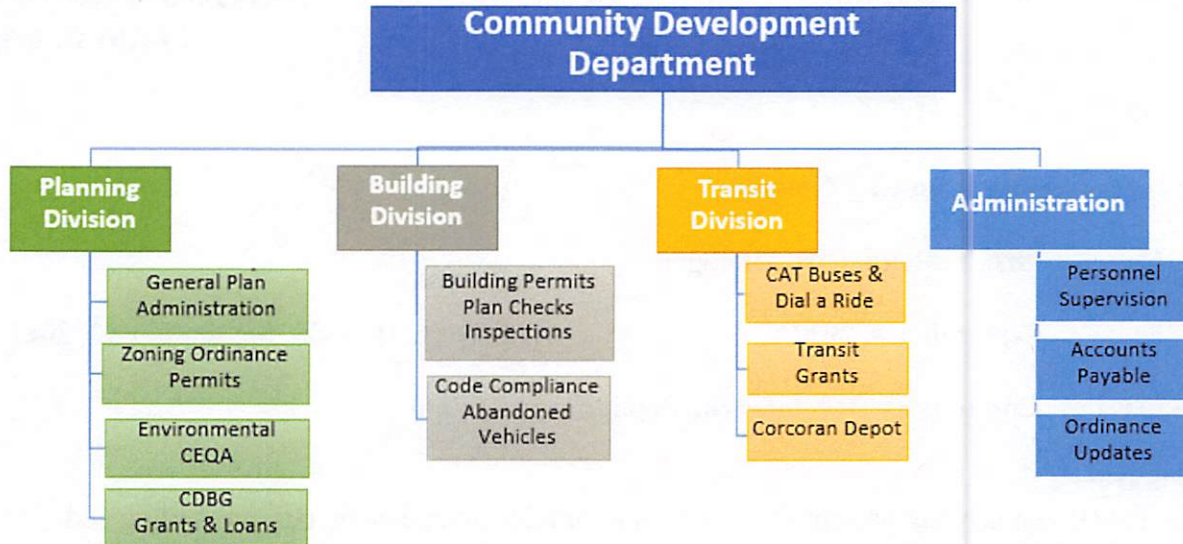 Community Development
Department
Planning
Division
General Plan
Administration
Zoning Ordinance
Permits
Environmental
CEQA
CDBG
Grants & Loans
Building
Division
Building Permits
Plan Checks
Inspections
Code Compliance
Abandoned
Vehicles
Transit
Division
CAT Buses &
Dial a Ride
Transit
Grants
Corcoran Depot
Administration
Personnel
Supervision
Accounts
Payable
Ordinance
Updates